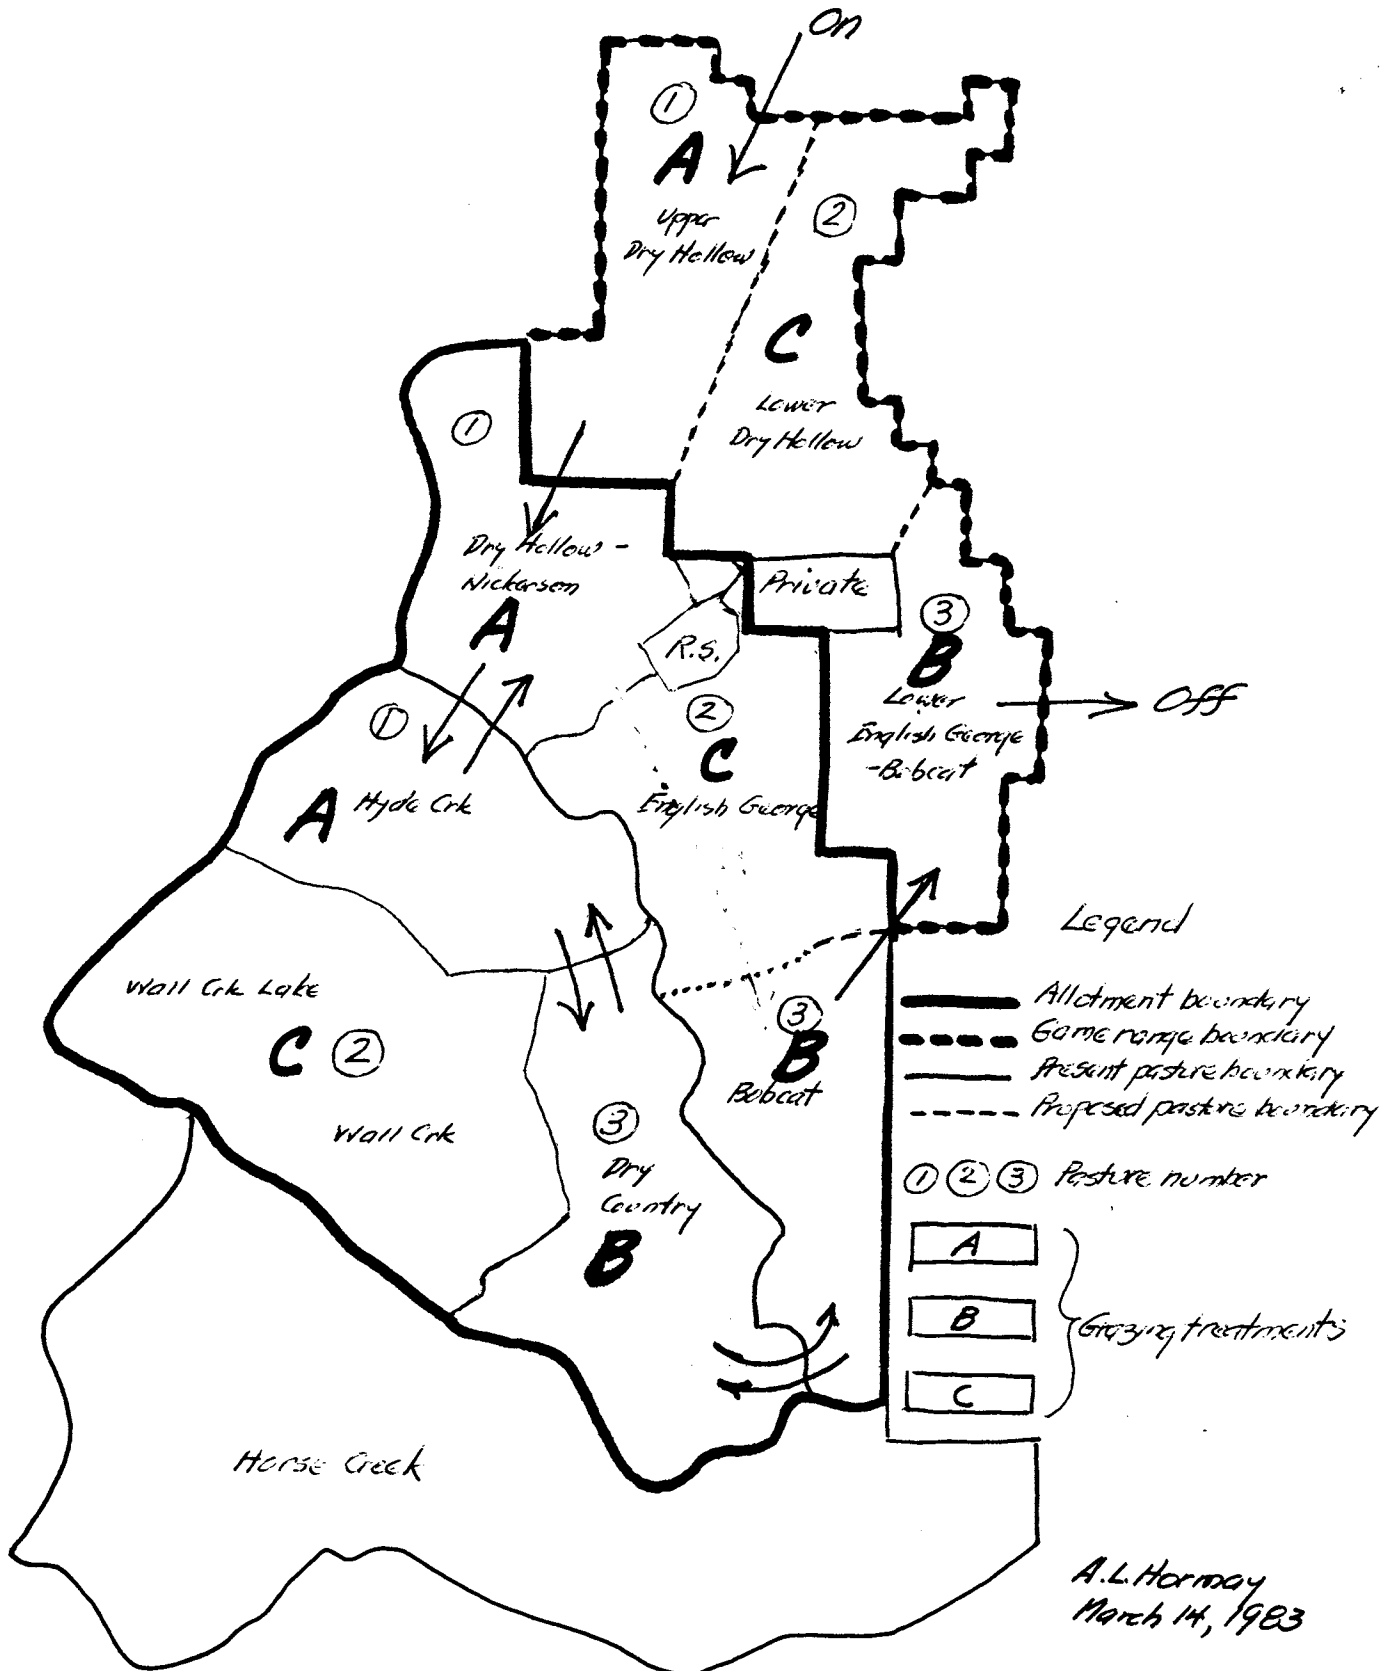 On
1
A
Upper
Dry Hollow
2
C
Lower
Dry Hollow
1
Dry Hollow -
Nickerson
A
Private
R.S.
3
B
Lower
English George
-Bobcat
Off
2
C
English George
1
A
Hyde Crk
Wall Crk Lake
C 2
Wall Crk
3
B
Bobcat
3
Dry
Country
B
Horse Creek
Legend
Allotment boundary
Game range boundary
Present pasture boundary
Proposed pasture boundary
1 2 3 Pasture number
A
B
C
Grazing treatments
A.L. Hormay
March 14, 1983